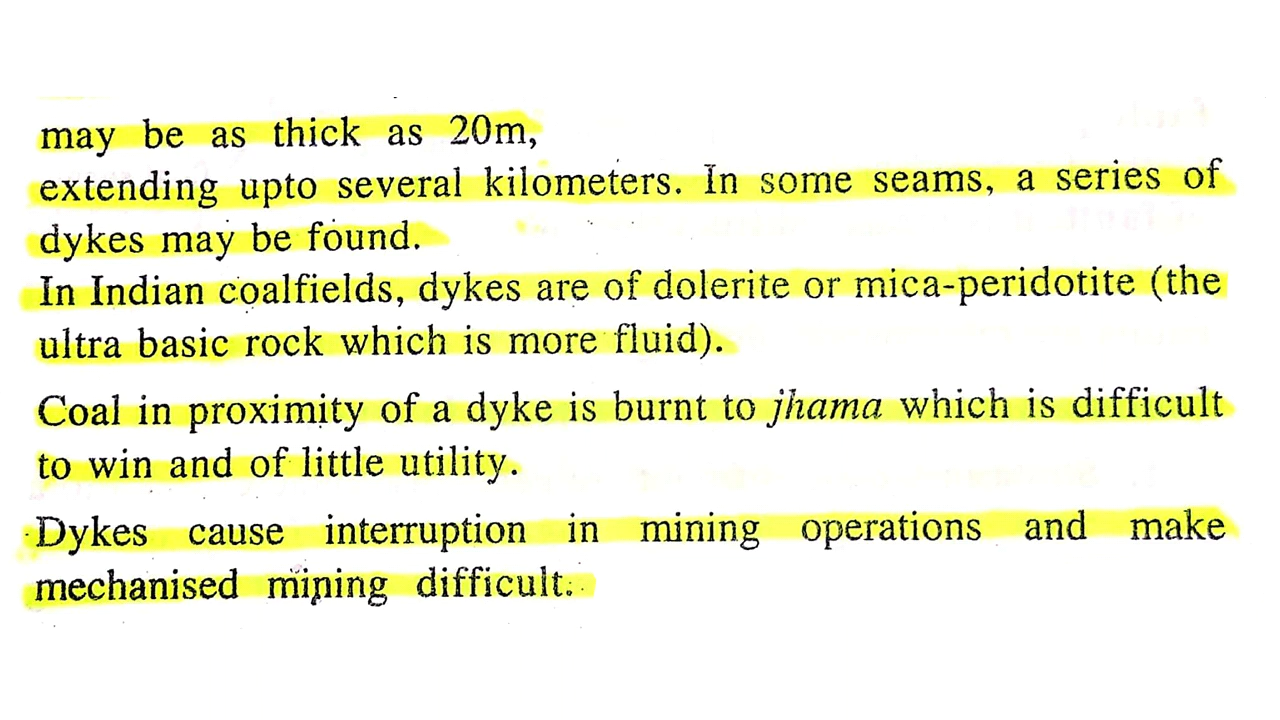 may be as thick as 20m,
extending upto several kilometers. In some seams, a series of
dykes may be found.
In Indian coalfields, dykes are of dolerite or mica-peridotite (the
ultra basic rock which is more fluid).
Coal in proximity of a dyke is burnt to jhama which is difficult
to win and of little utility.
Dykes cause interruption in mining operations and make
mechanised mining difficult.